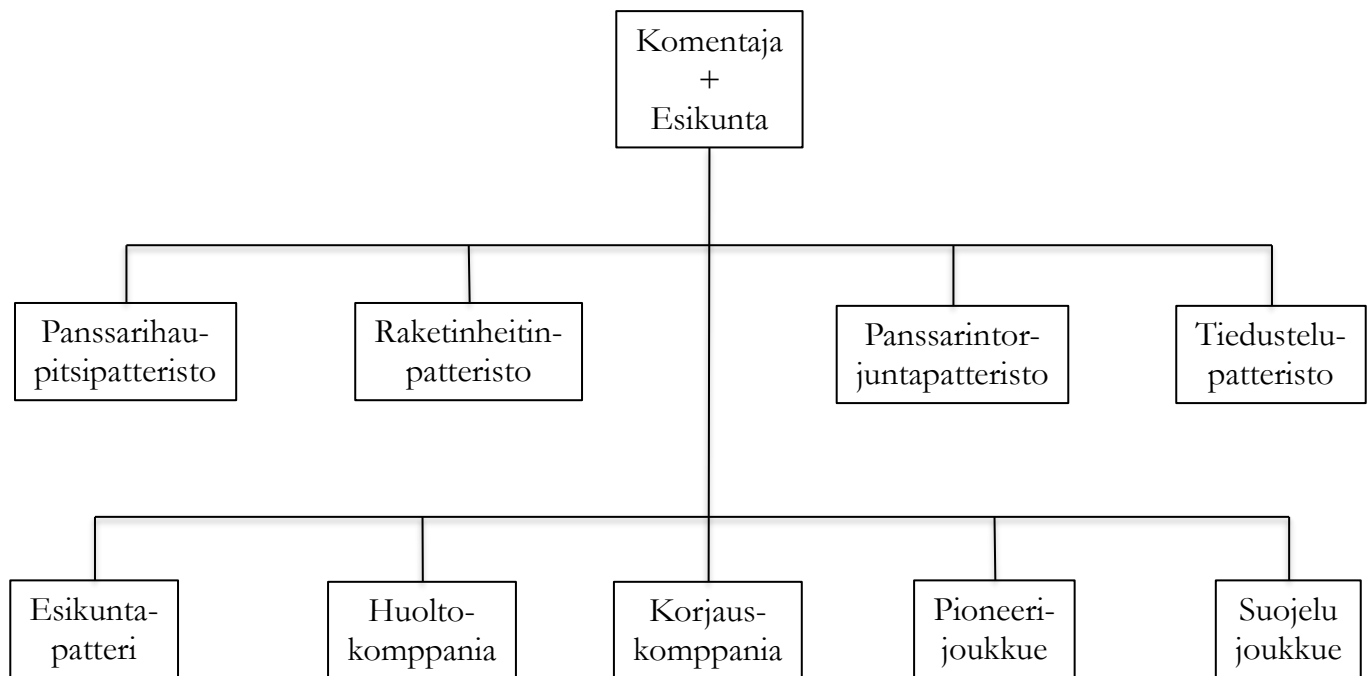 Komentaja
+
Esikunta
Panssarihau-
pitsipatteristo
Raketinheitin-
patteristo
Panssarintor-
juntapatteristo
Tiedustelu-
patteristo
Esikunta-
patteri
Huolto-
komppania
Korjaus-
komppania
Pioneeri-
joukkue
Suojelu
joukkue